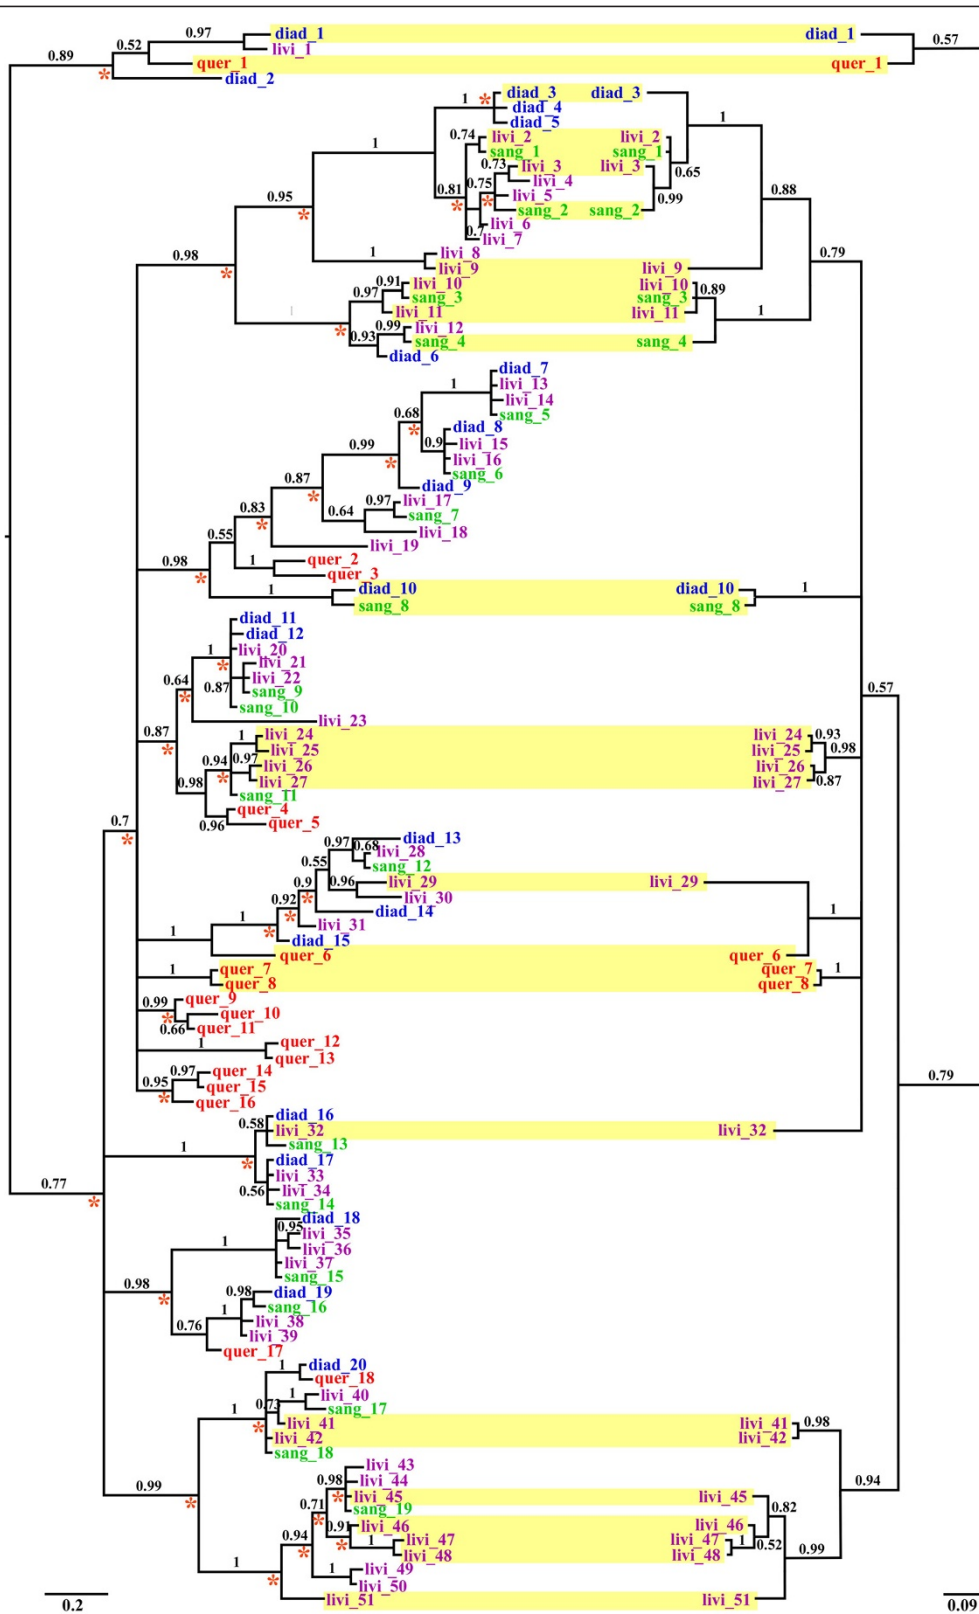 diad_1 diad_1
0.97
0.57
0.52
livi_1
0.89
quer_1 quer_1
*
diad_2
diad_3 diad_3
1 *
diad_4
diad_5
1
0.74 livi_2 livi_2
sang_1 sang_1
1
0.73 livi_3 livi_3
0.65
livi_4
0.81 0.75
0.88
livi_5
0.99
* *
0.95
sang_2 sang_2
*
livi_6
0.7
livi_7
1 livi_8
0.98
0.79
livi_9 livi_9
*
0.91 livi_10 livi_10 0.89
0.97 sang_3 sang_3
livi_11 livi_11 1
* 0.99 livi_12
0.93 sang_4 sang_4
diad_6
diad_7
1 livi_13
livi_14
0.68 sang_5
* diad_8
0.99 0.9 livi_15
* livi_16
0.87 sang_6
* diad_9
0.83 0.97 livi_17
0.64 sang_7
* livi_18
0.55
livi_19
0.98 1 quer_2
* quer_3
1 diad_10 diad_10 1
sang_8 sang_8
diad_11
diad_12
1 livi_20
* livi_21
0.64 livi_22
0.87 sang_9
* sang_10
0.57
livi_23
0.87 1 livi_24 livi_24 0.93
* livi_25 livi_25 0.98
0.94 0.97 livi_26 livi_26
* livi_27 livi_27 0.87
0.98 sang_11
quer_4
0.96 quer_5
0.7
* diad_13
0.97 0.68 livi_28
0.55 sang_12
0.9 0.96 livi_29 livi_29
* livi_30
0.92 diad_14
* 1
1 livi_31
1 * diad_15
quer_6 quer_6
1 quer_7 quer_7 1
quer_8 quer_8
0.99 quer_9
* quer_10
0.66 quer_11
1 quer_12
quer_13
0.97 quer_14
0.95 quer_15
* quer_16
0.79
diad_16
0.58 livi_32 livi_32
1 sang_13
* diad_17
livi_33
0.77 0.56 livi_34
* sang_14
diad_18
0.95 livi_35
1 livi_36
livi_37
sang_15
0.98 0.98 diad_19
* sang_16
1 livi_38
0.76 livi_39
quer_17
1 diad_20
quer_18
1 livi_40
0.73 sang_17
1 livi_41 livi_41 0.98
* livi_42 livi_42
sang_18
livi_43
0.98 livi_44
0.99 * livi_45 livi_45 0.94
* 0.71 sang_19 0.82
* 0.91 livi_46 livi_46
0.94 * 1 livi_47 livi_47 1 0.52
* livi_48 livi_48 0.99
1 1 livi_49
* livi_50
livi_51 livi_51
0.2 0.09